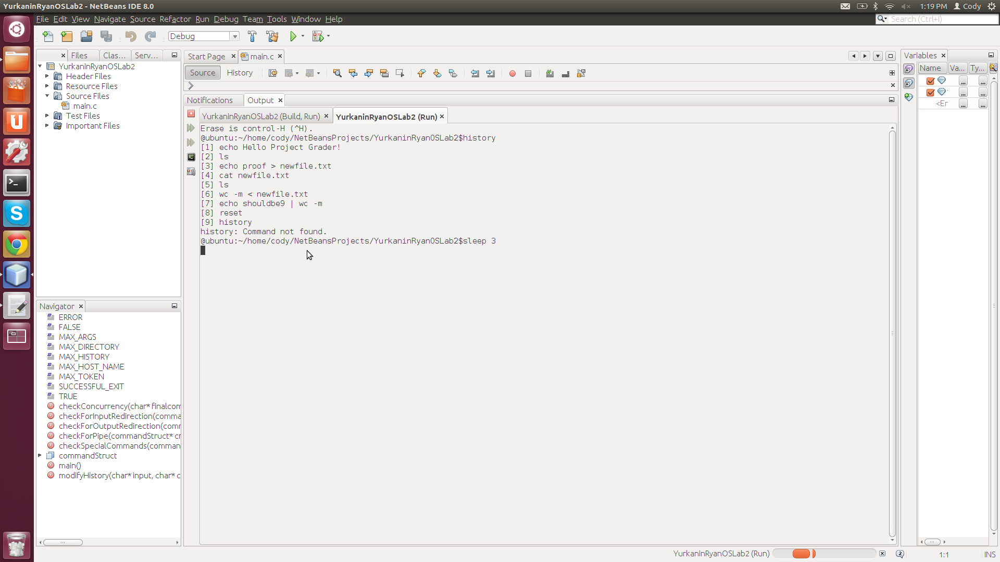 YurkaninRyanOSLab2 - NetBeans IDE 8.0
1:19 PM Cody
File Edit View Navigate Source Refactor Run Debug Team Tools Window Help
Search (Ctrl+I)
Debug
Files Clas... Serv...
YurkaninRyanOSLab2
Header Files
Resource Files
Source Files
main.c
Test Files
Important Files
Navigator
ERROR
FALSE
MAX_ARGS
MAX_DIRECTORY
MAX_HISTORY
MAX_HOST_NAME
MAX_TOKEN
SUCCESSFUL_EXIT
TRUE
checkConcurrency(char* finalcom
checkForInputRedirection(comma
checkForOutputRedirection(comm
checkForPipe(commandStruct* cr
checkSpecialCommands(comman
commandStruct
main()
modifyHistory(char* input, char* c
Start Page main.c
Source History
Notifications Output
YurkaninRyanOSLab2 (Build, Run) YurkaninRyanOSLab2 (Run)
Erase is control-H (^H).
@ubuntu:~/home/cody/NetBeansProjects/YurkaninRyanOSLab2$history
[1] echo Hello Project Grader!
[2] ls
[3] echo proof > newfile.txt
[4] cat newfile.txt
[5] ls
[6] wc -m < newfile.txt
[7] echo shouldbe9 | wc -m
[8] reset
[9] history
history: Command not found.
@ubuntu:~/home/cody/NetBeansProjects/YurkaninRyanOSLab2$sleep 3
Variables
Name Va... Ty...
... ...
... ...
<Er ... ...
YurkaninRyanOSLab2 (Run)
2
1:1 INS